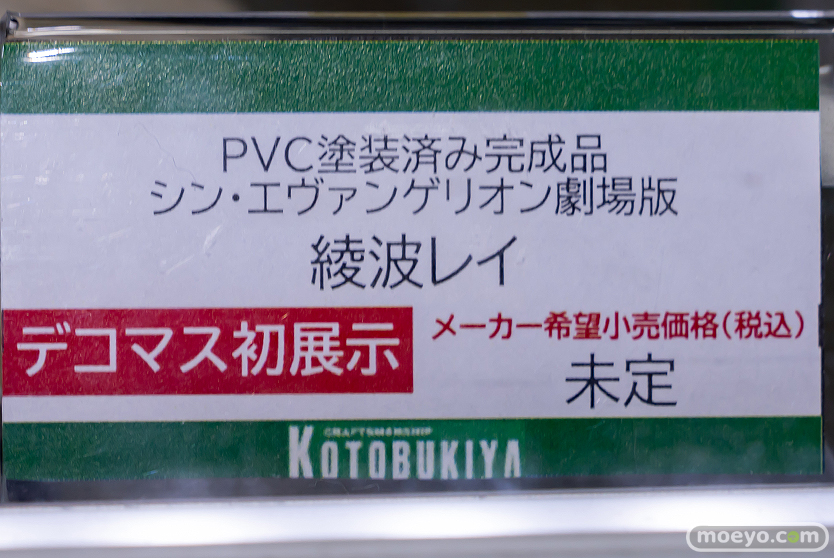 PVC塗装済み完成品
シン・エヴァンゲリオン劇場版
綾波レイ
デコマス初展示
メーカー希望小売価格(税込)
未定
KOTOBUKIYA
moeyo.com